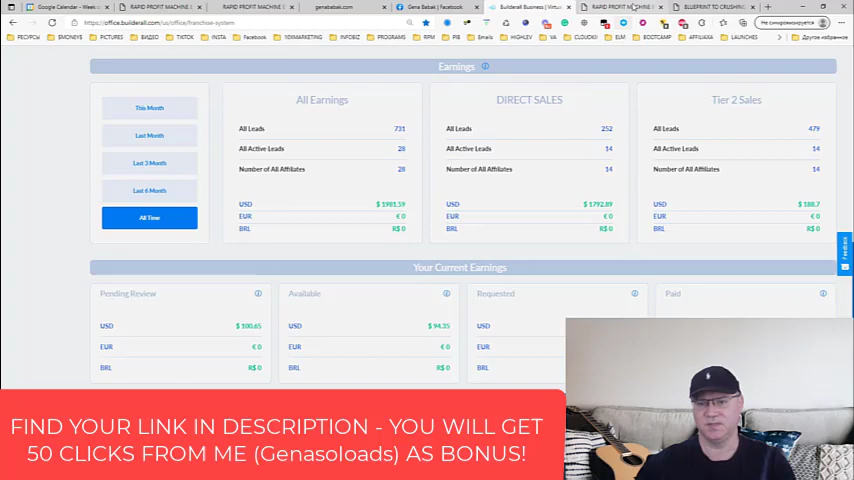 Google Calendar - Week o
RAPID PROFIT MACHINE (
RAPID PROFIT MACHINE (
genababak.com
Gena Babak | Facebook
Builderall Business | Virtu
RAPID PROFIT MACHINE
BLUEPRINT TO CRUSHING
https://office.builderall.com/us/office/franchise-system
Не синхронизируется
РЕСУРСЫ
$MONEY$
PICTURES
ВИДЕО
TIKTOK
Insta
Facebook
10XMARKETING
INFOBIZ
PROGRAMS
RPM
PIB
Emails
HIGHLEV
VA
CLOUDKI
ELM
BOOTCAMP
AFFILIAXA
LAUNCHES
Другое избранное
Earnings
This Month
Last Month
Last 3 Month
Last 6 Month
All Time
All Earnings
All Leads 731
All Active Leads 28
Number of All Affiliates 28
USD $ 1981.59
EUR € 0
BRL R$ 0
DIRECT SALES
All Leads 252
All Active Leads 14
Number of All Affiliates 14
USD $ 1792.89
EUR € 0
BRL R$ 0
Tier 2 Sales
All Leads 479
All Active Leads 14
Number of All Affiliates 14
USD $ 188.7
EUR € 0
BRL R$ 0
Feedback
Your Current Earnings
Pending Review
USD $ 100.65
EUR € 0
BRL R$ 0
Available
USD $ 94.35
EUR € 0
BRL R$ 0
Requested
USD
EUR
BRL
Paid
FIND YOUR LINK IN DESCRIPTION - YOU WILL GET
50 CLICKS FROM ME (Genasoloads) AS BONUS!